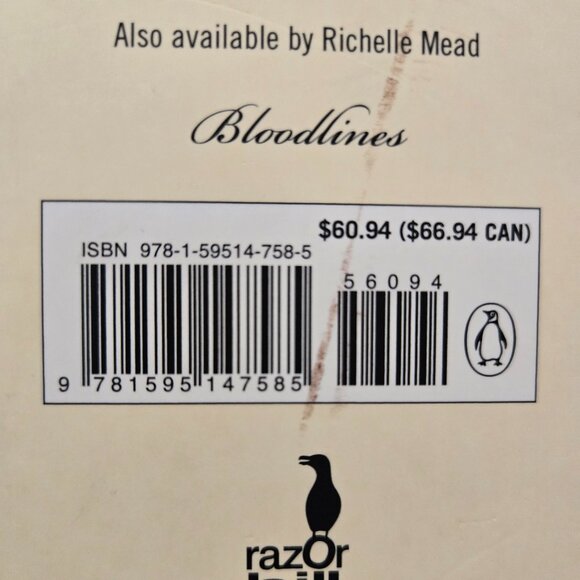 Also available by Richelle Mead
Bloodlines
$60.94 ($66.94 CAN)
ISBN 978-1-59514-758-5
56094
9 781595 147585
razOr
bill